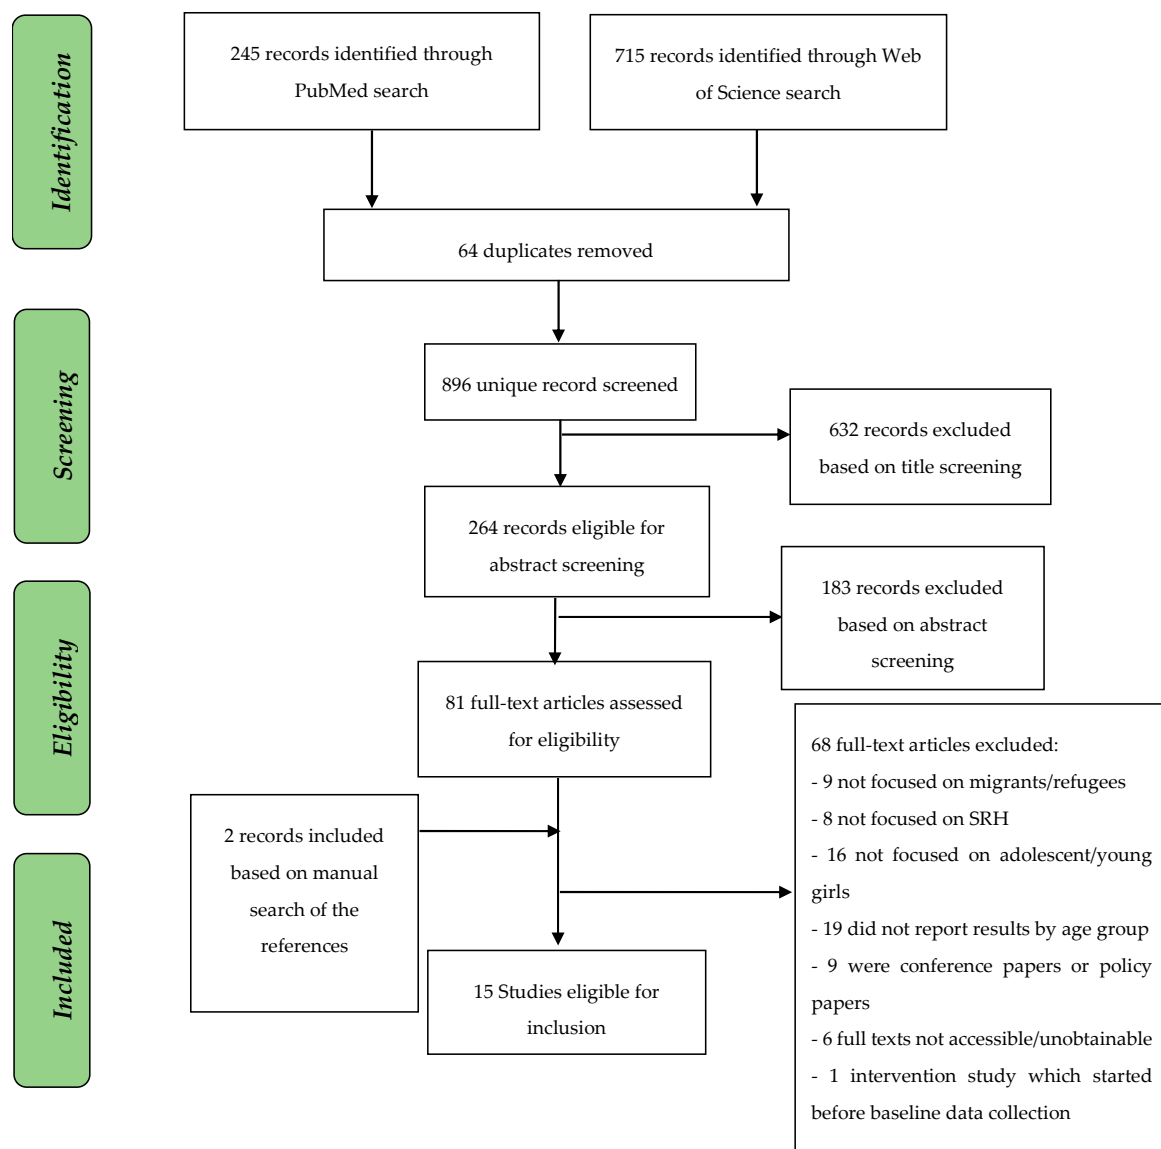 Identification
245 records identified through
PubMed search
715 records identified through Web
of Science search
64 duplicates removed
Screening
896 unique record screened
632 records excluded
based on title screening
264 records eligible for
abstract screening
Eligibility
183 records excluded
based on abstract
screening
81 full-text articles assessed
for eligibility
68 full-text articles excluded:
- 9 not focused on migrants/refugees
- 8 not focused on SRH
- 16 not focused on adolescent/young
girls
- 19 did not report results by age group
- 9 were conference papers or policy
papers
- 6 full texts not accessible/unobtainable
- 1 intervention study which started
before baseline data collection
2 records included
based on manual
search of the
references
Included
15 Studies eligible for
inclusion